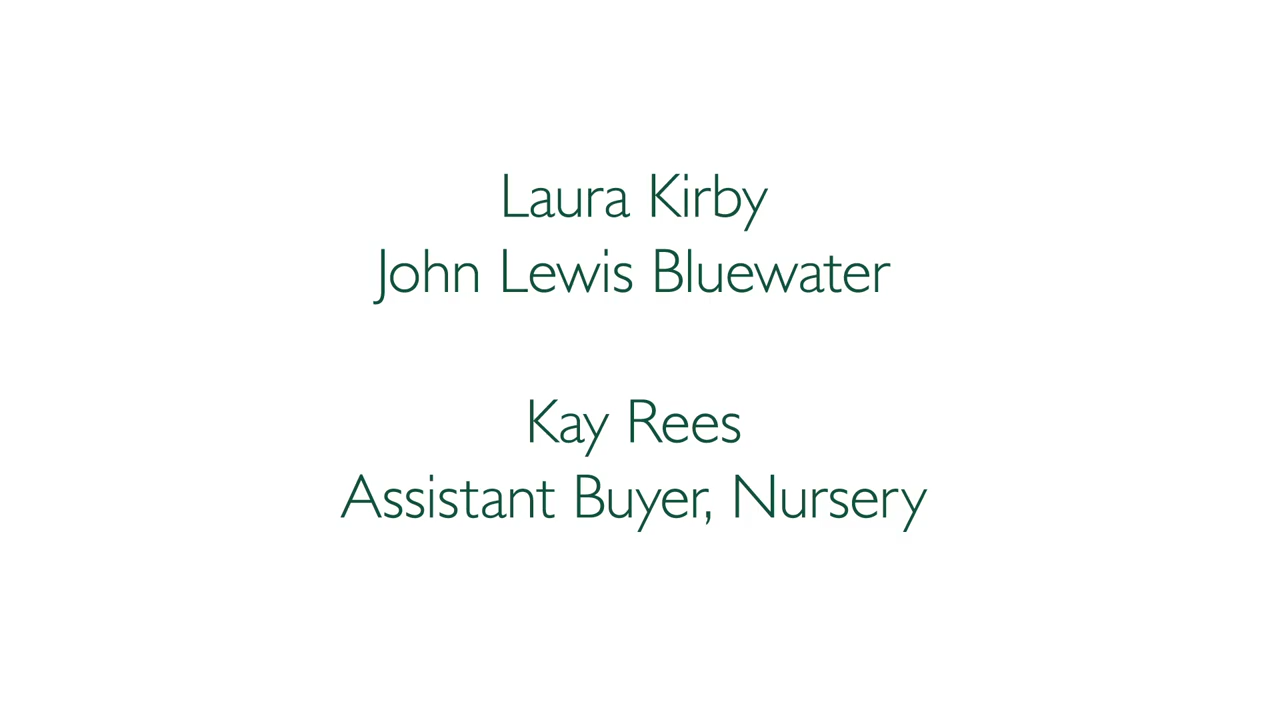 Laura Kirby
John Lewis Bluewater
Kay Rees
Assistant Buyer, Nursery